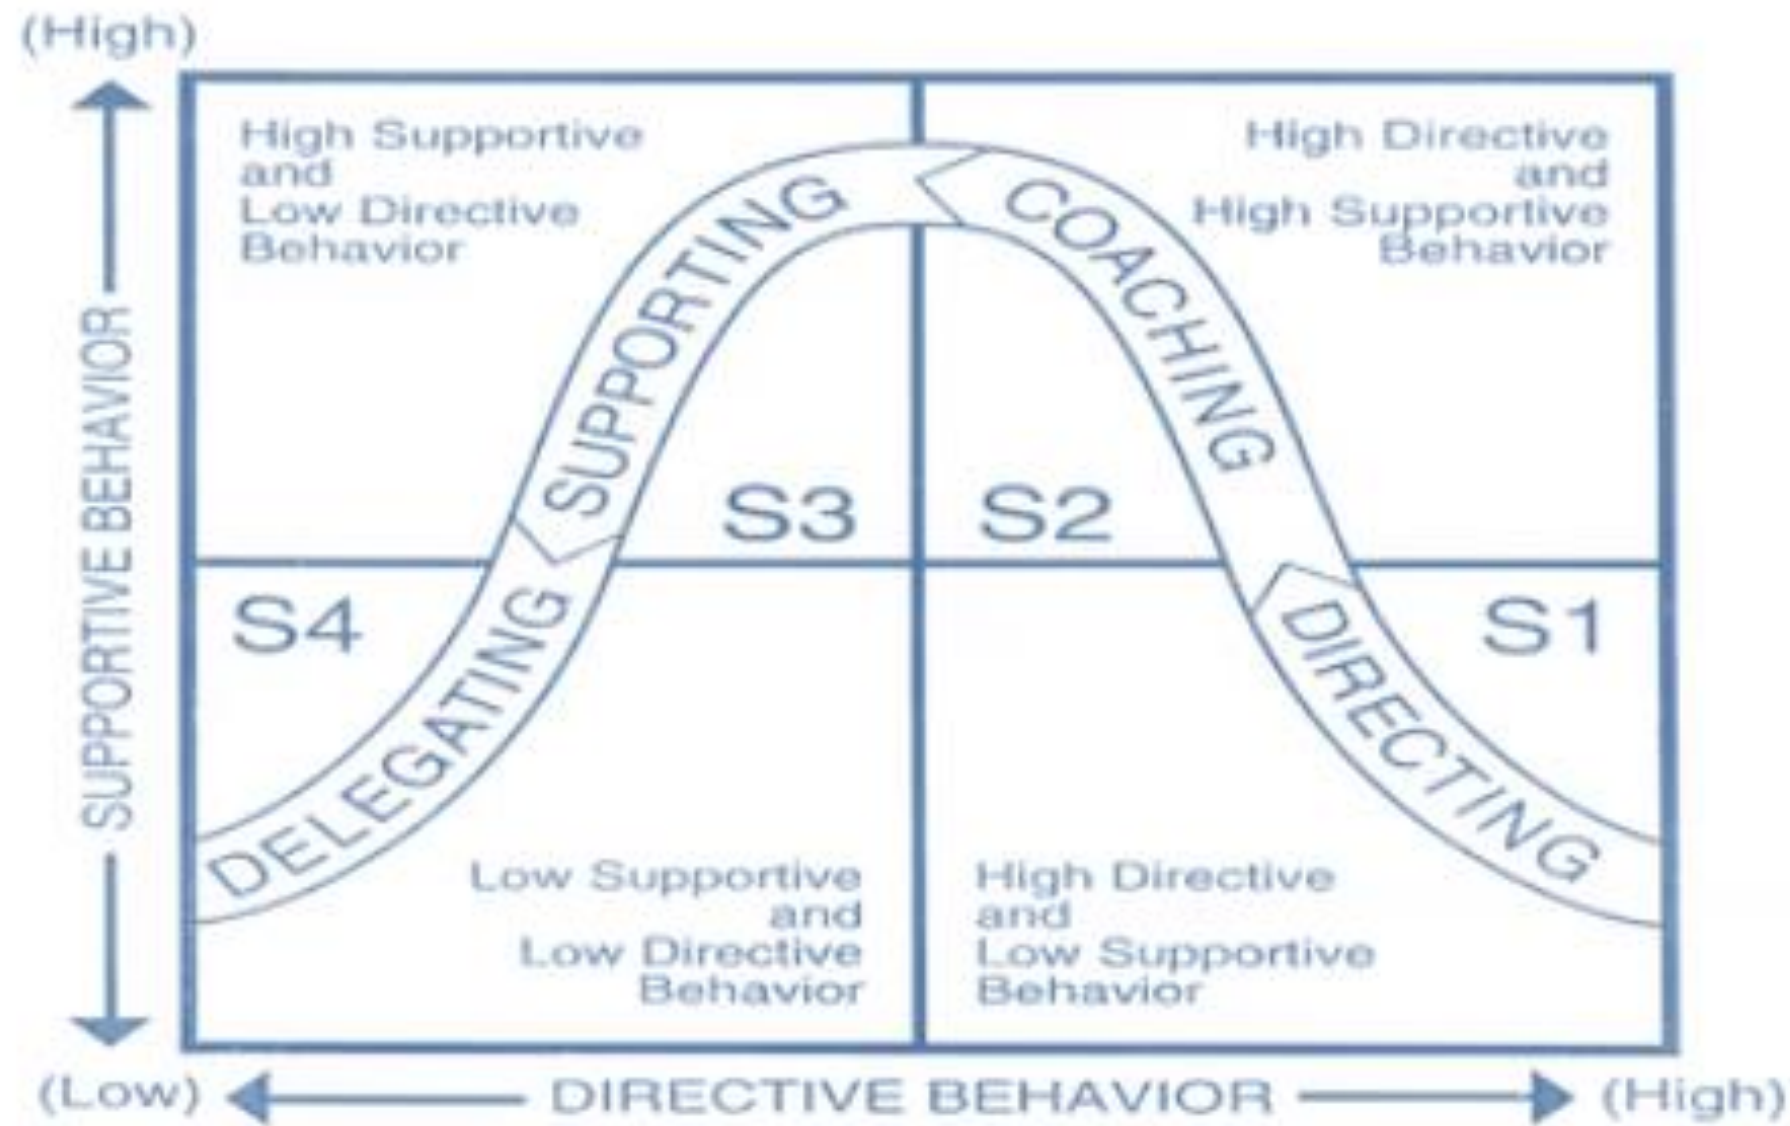 (High)
High Supportive
and
Low Directive
Behavior
High Directive
and
High Supportive
Behavior
SUPPORTING
COACHING
SUPPORTIVE BEHAVIOR
S3
S2
S4
S1
DELEGATING
DIRECTING
Low Supportive
and
Low Directive
Behavior
High Directive
and
Low Supportive
Behavior
(Low)
DIRECTIVE BEHAVIOR
(High)